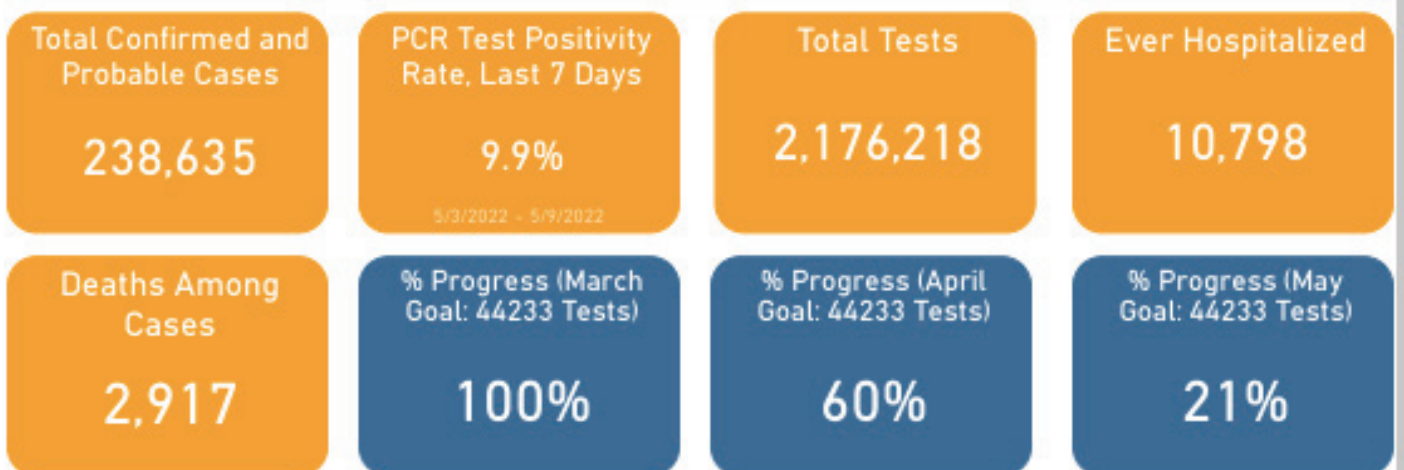 Total Confirmed and
Probable Cases
238,635
PCR Test Positivity
Rate, Last 7 Days
9.9%
5/3/2022 - 5/9/2022
Total Tests
2,176,218
Ever Hospitalized
10,798
Deaths Among
Cases
2,917
% Progress (March
Goal: 44233 Tests)
100%
% Progress (April
Goal: 44233 Tests)
60%
% Progress (May
Goal: 44233 Tests)
21%